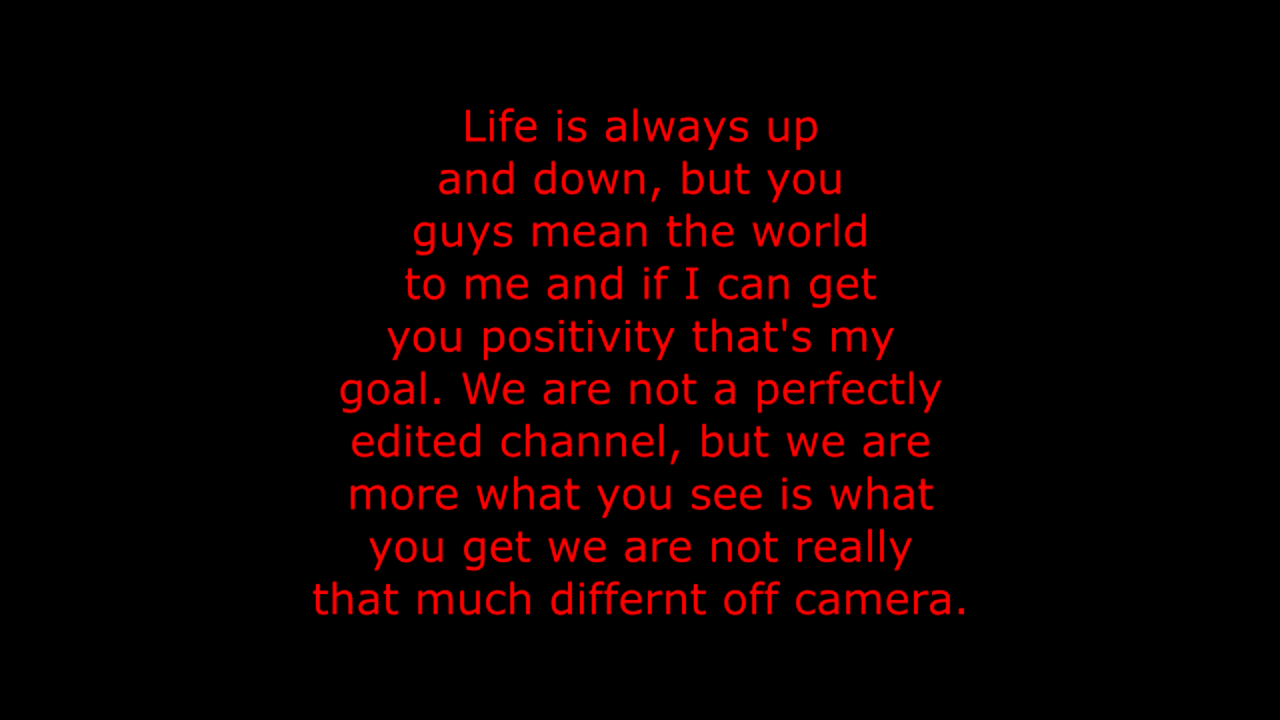 Life is always up
and down, but you
guys mean the world
to me and if I can get
you positivity that's my
goal. We are not a perfectly
edited channel, but we are
more what you see is what
you get we are not really
that much differnt off camera.